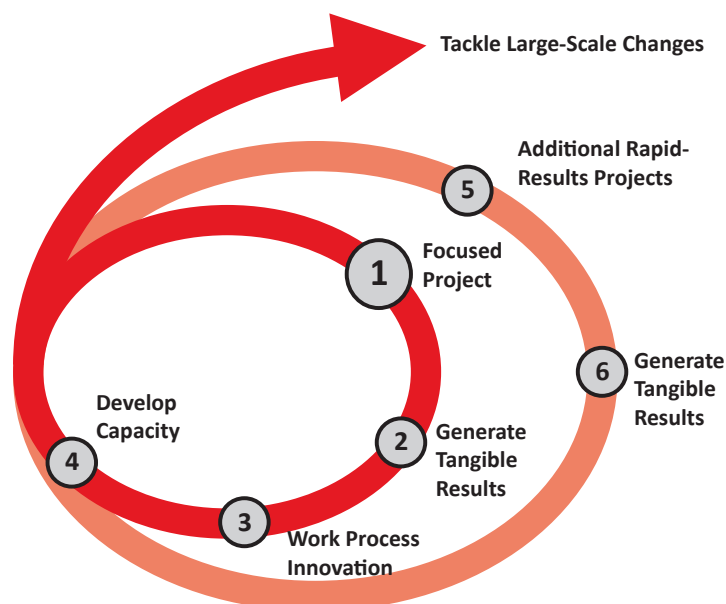 Tackle Large-Scale Changes
5
Additional Rapid-
Results Projects
1
Focused
Project
6
Generate
Tangible
Results
2
Generate
Tangible
Results
3
Work Process
Innovation
4
Develop
Capacity